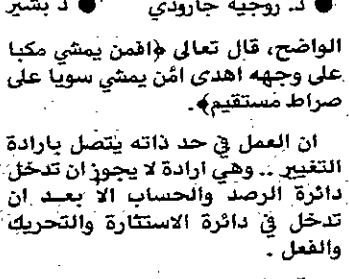 ● د. روجيه جارودي ● د بشير
الواضح، قال تعالى ﴿افمن يمشي مكبا
على وجهه اهدى امّن يمشي سويا على
صراط مستقيم﴾.
ان العمل في حد ذاته يتصل بارادة
التغيير .. وهي ارادة لا يجوز ان تدخل
دائرة الرصد والحساب الا بعد ان
تدخل في دائرة الاستثارة والتحريك
والفعل .